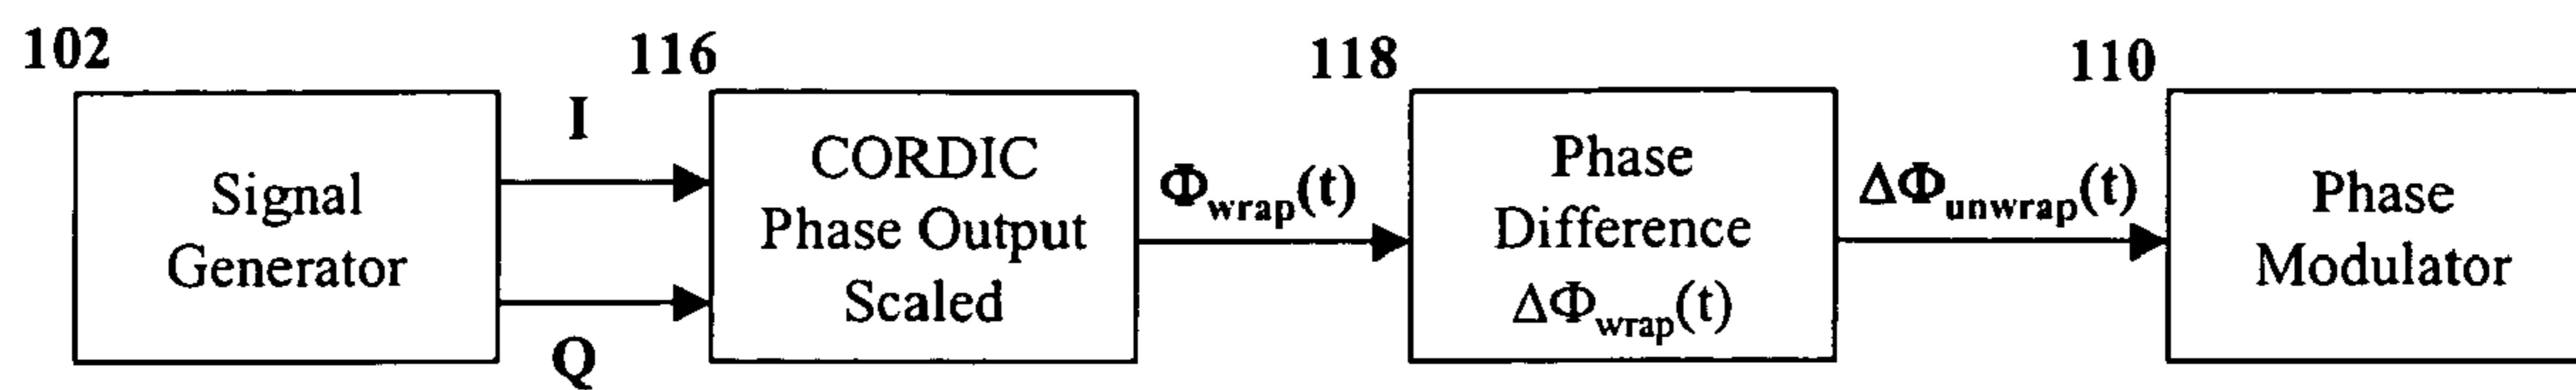 102
Signal
Generator
I
Q
116
CORDIC
Phase Output
Scaled
Φwrap(t)
118
Phase
Difference
ΔΦwrap(t)
ΔΦunwrap(t)
110
Phase
Modulator